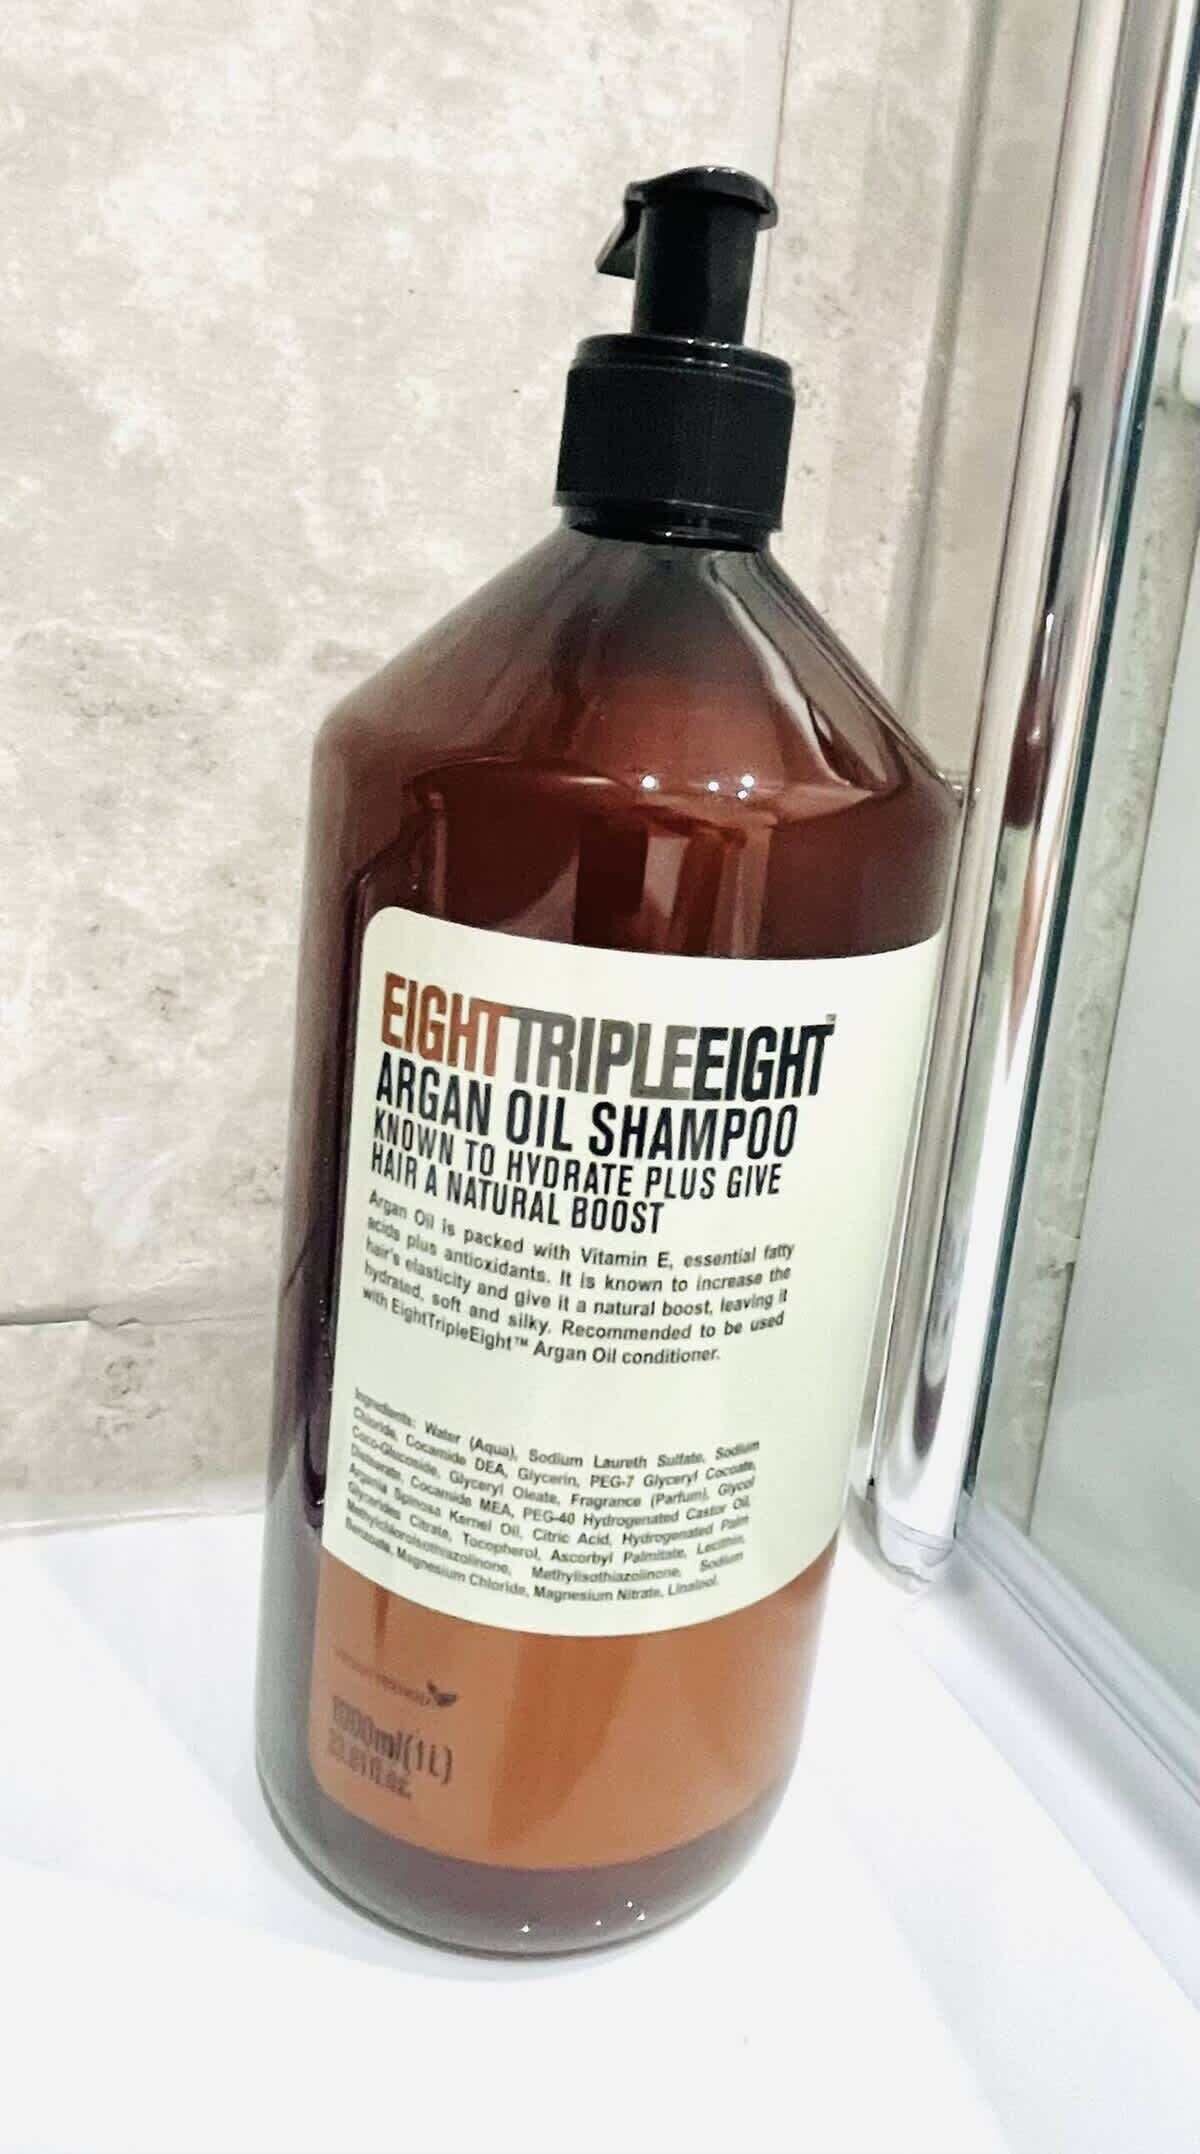 EIGHTTRIPLEEIGHT™
ARGAN OIL SHAMPOO
KNOWN TO HYDRATE PLUS GIVE
HAIR A NATURAL BOOST
Argan Oil is packed with Vitamin E, essential fatty
acids plus antioxidants. It is known to increase the
hair's elasticity and give it a natural boost, leaving it
hydrated, soft and silky. Recommended to be used
with EightTripleEight™ Argan Oil conditioner.
Ingredients: Water (Aqua), Sodium Laureth Sulfate, Sodium
Chloride, Cocamide DEA, Glycerin, PEG-7 Glyceryl Cocoate,
Coco-Glucoside, Glyceryl Oleate, Fragrance (Parfum), Glycol
Distearate, Cocamide MEA, PEG-40 Hydrogenated Castor Oil,
Argania Spinosa Kernel Oil, Citric Acid, Hydrogenated Palm
Glycerides Citrate, Tocopherol, Ascorbyl Palmitate, Lecithin,
Methylchloroisothiazolinone, Methylisothiazolinone, Sodium
Benzoate, Magnesium Chloride, Magnesium Nitrate, Linalool.
1000ml(1L)
fl.oz.